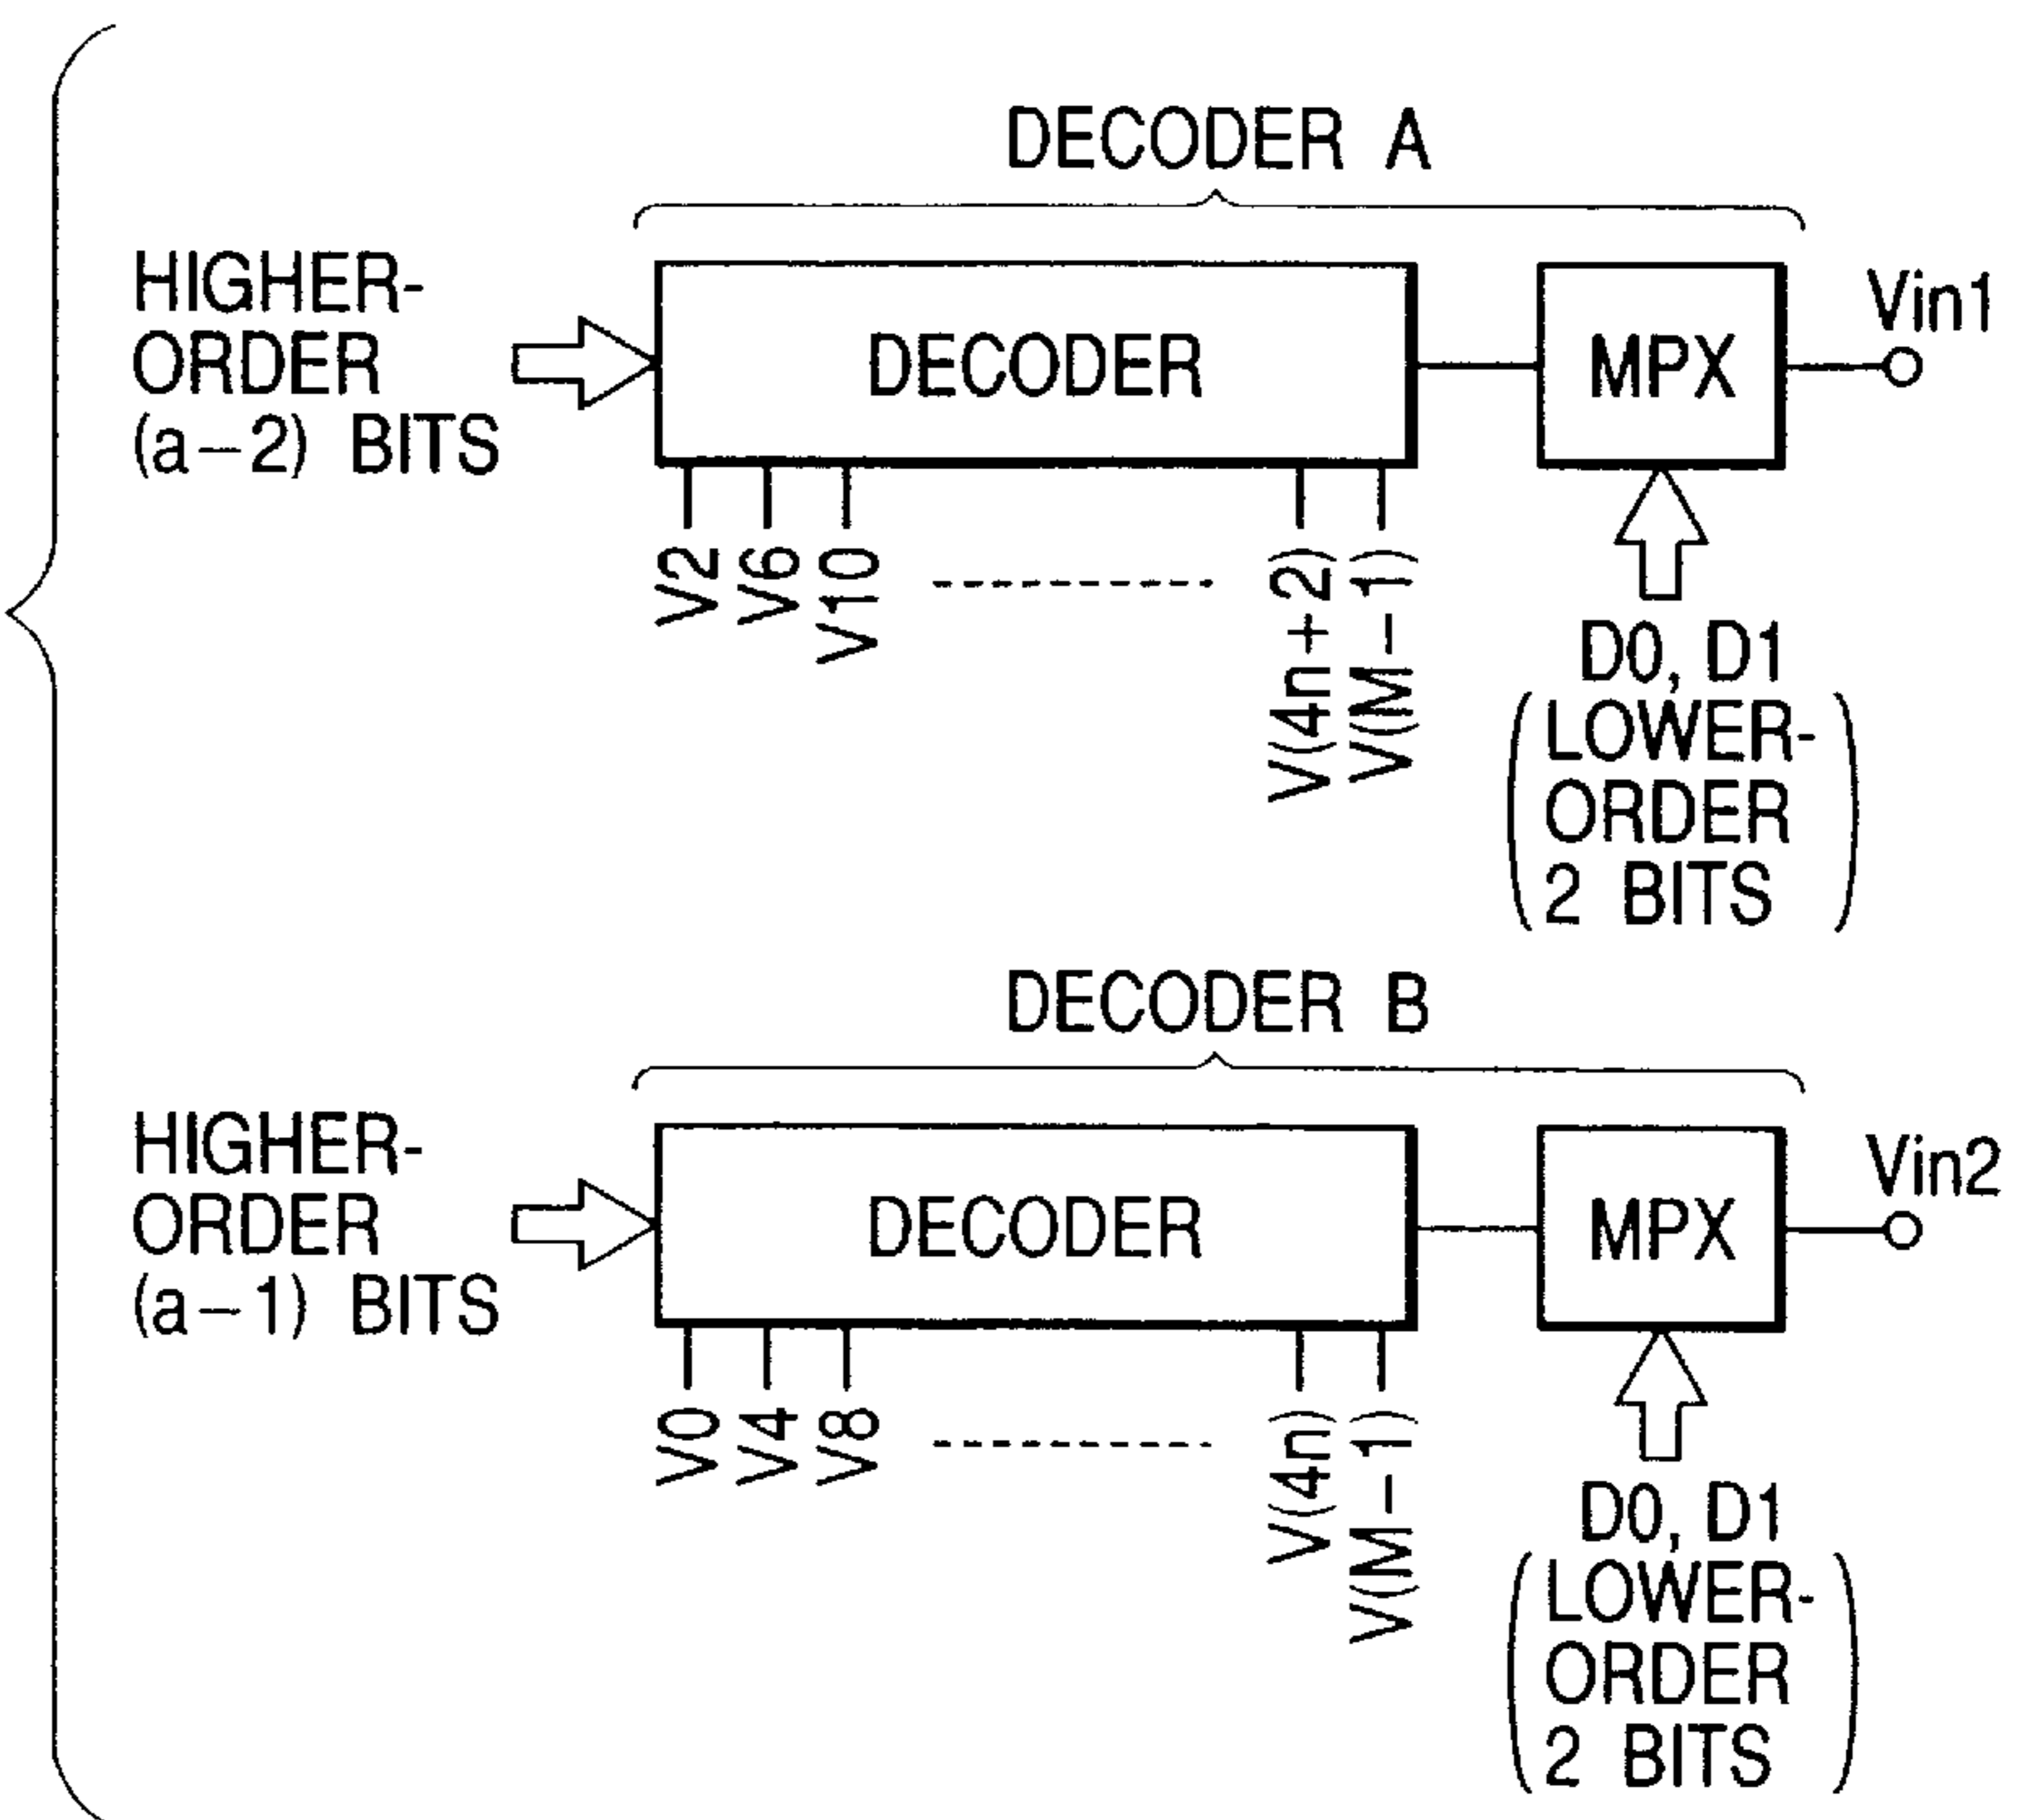 DECODER A
HIGHER-
ORDER
(a−2) BITS
DECODER
MPX
Vin1
V2
V6
V10
V(4n+2)
V(M−1)
D0, D1
(LOWER-
ORDER
2 BITS)
DECODER B
HIGHER-
ORDER
(a−1) BITS
DECODER
MPX
Vin2
V0
V4
V8
V(4n)
V(M−1)
D0, D1
(LOWER-
ORDER
2 BITS)